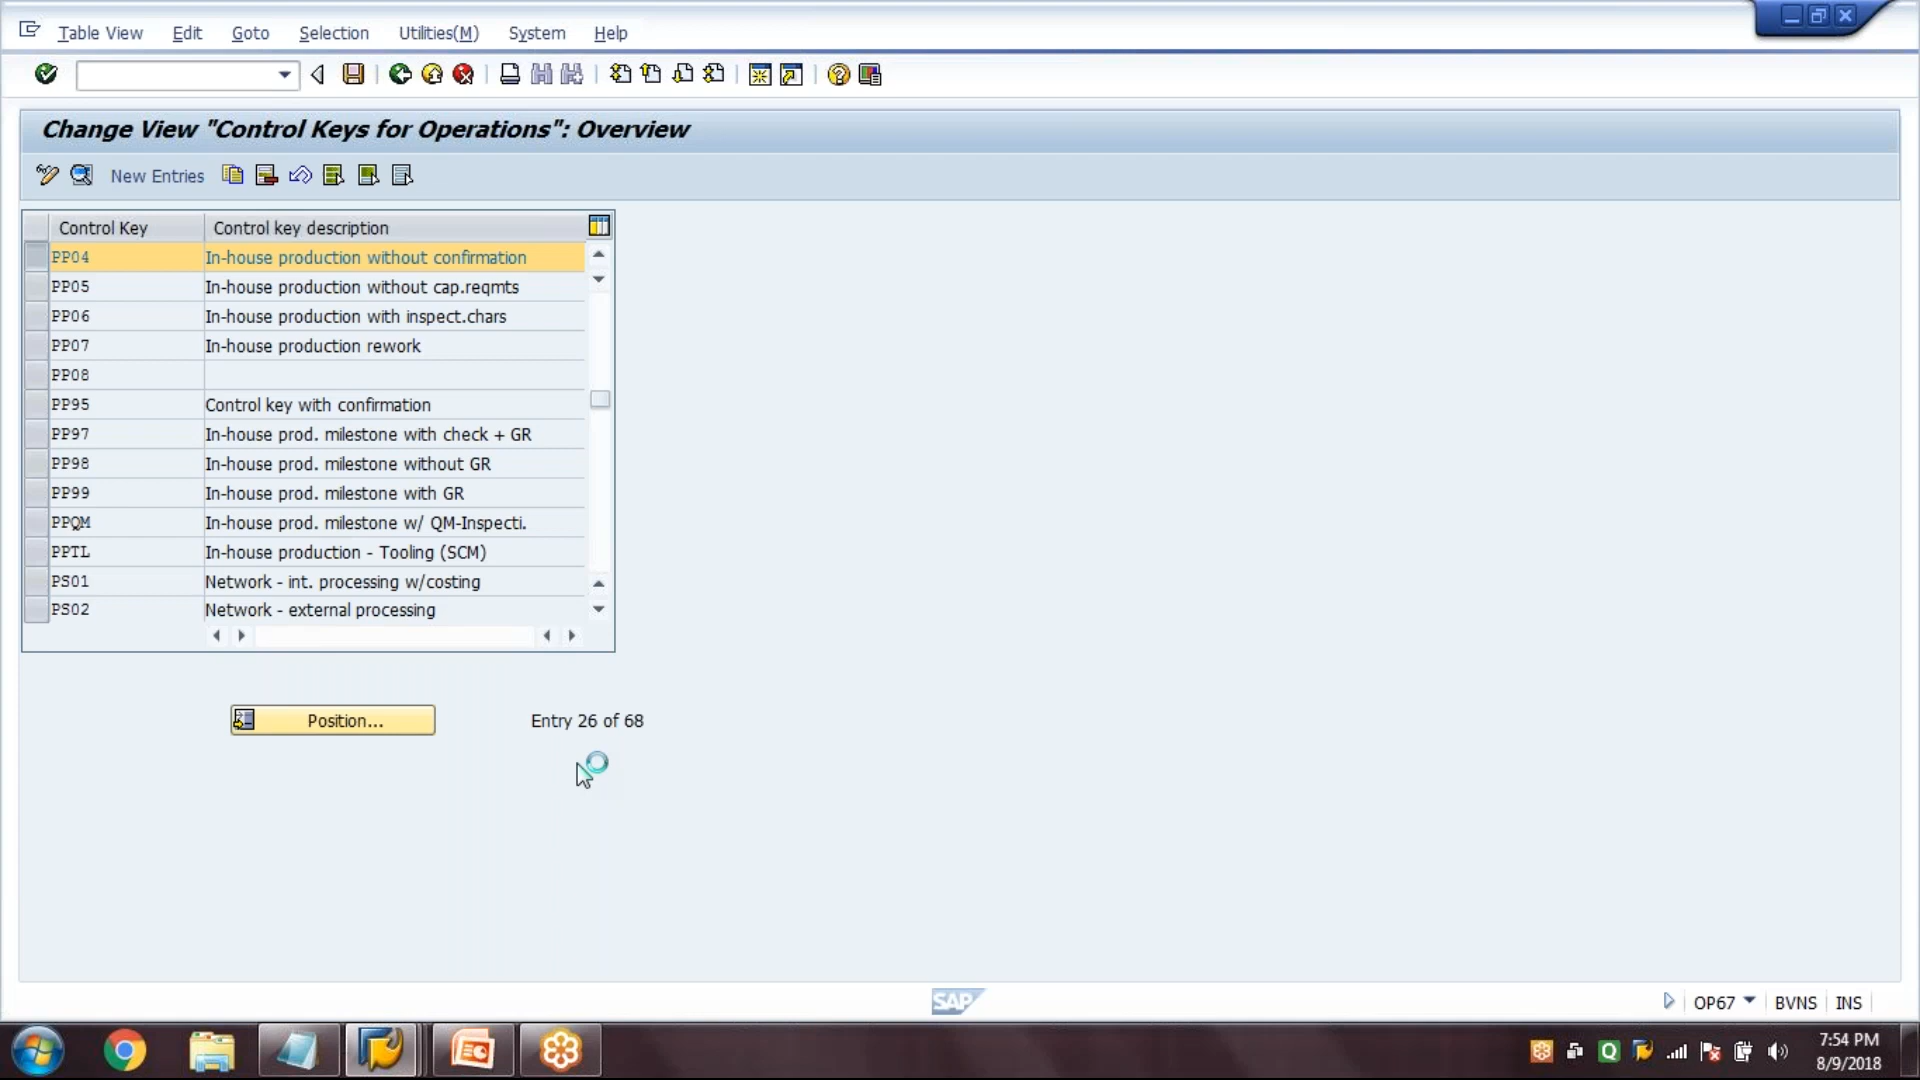 Table View Edit Goto Selection Utilities(M) System Help
Change View "Control Keys for Operations": Overview
New Entries
Control Key Control key description
PP04 In-house production without confirmation
PP05 In-house production without cap.reqmts
PP06 In-house production with inspect.chars
PP07 In-house production rework
PP08
PP95 Control key with confirmation
PP97 In-house prod. milestone with check + GR
PP98 In-house prod. milestone without GR
PP99 In-house prod. milestone with GR
PPQM In-house prod. milestone w/ QM-Inspecti.
PPTL In-house production - Tooling (SCM)
PS01 Network - int. processing w/costing
PS02 Network - external processing
Position... Entry 26 of 68
SAP OP67 BVNS INS
7:54 PM
8/9/2018